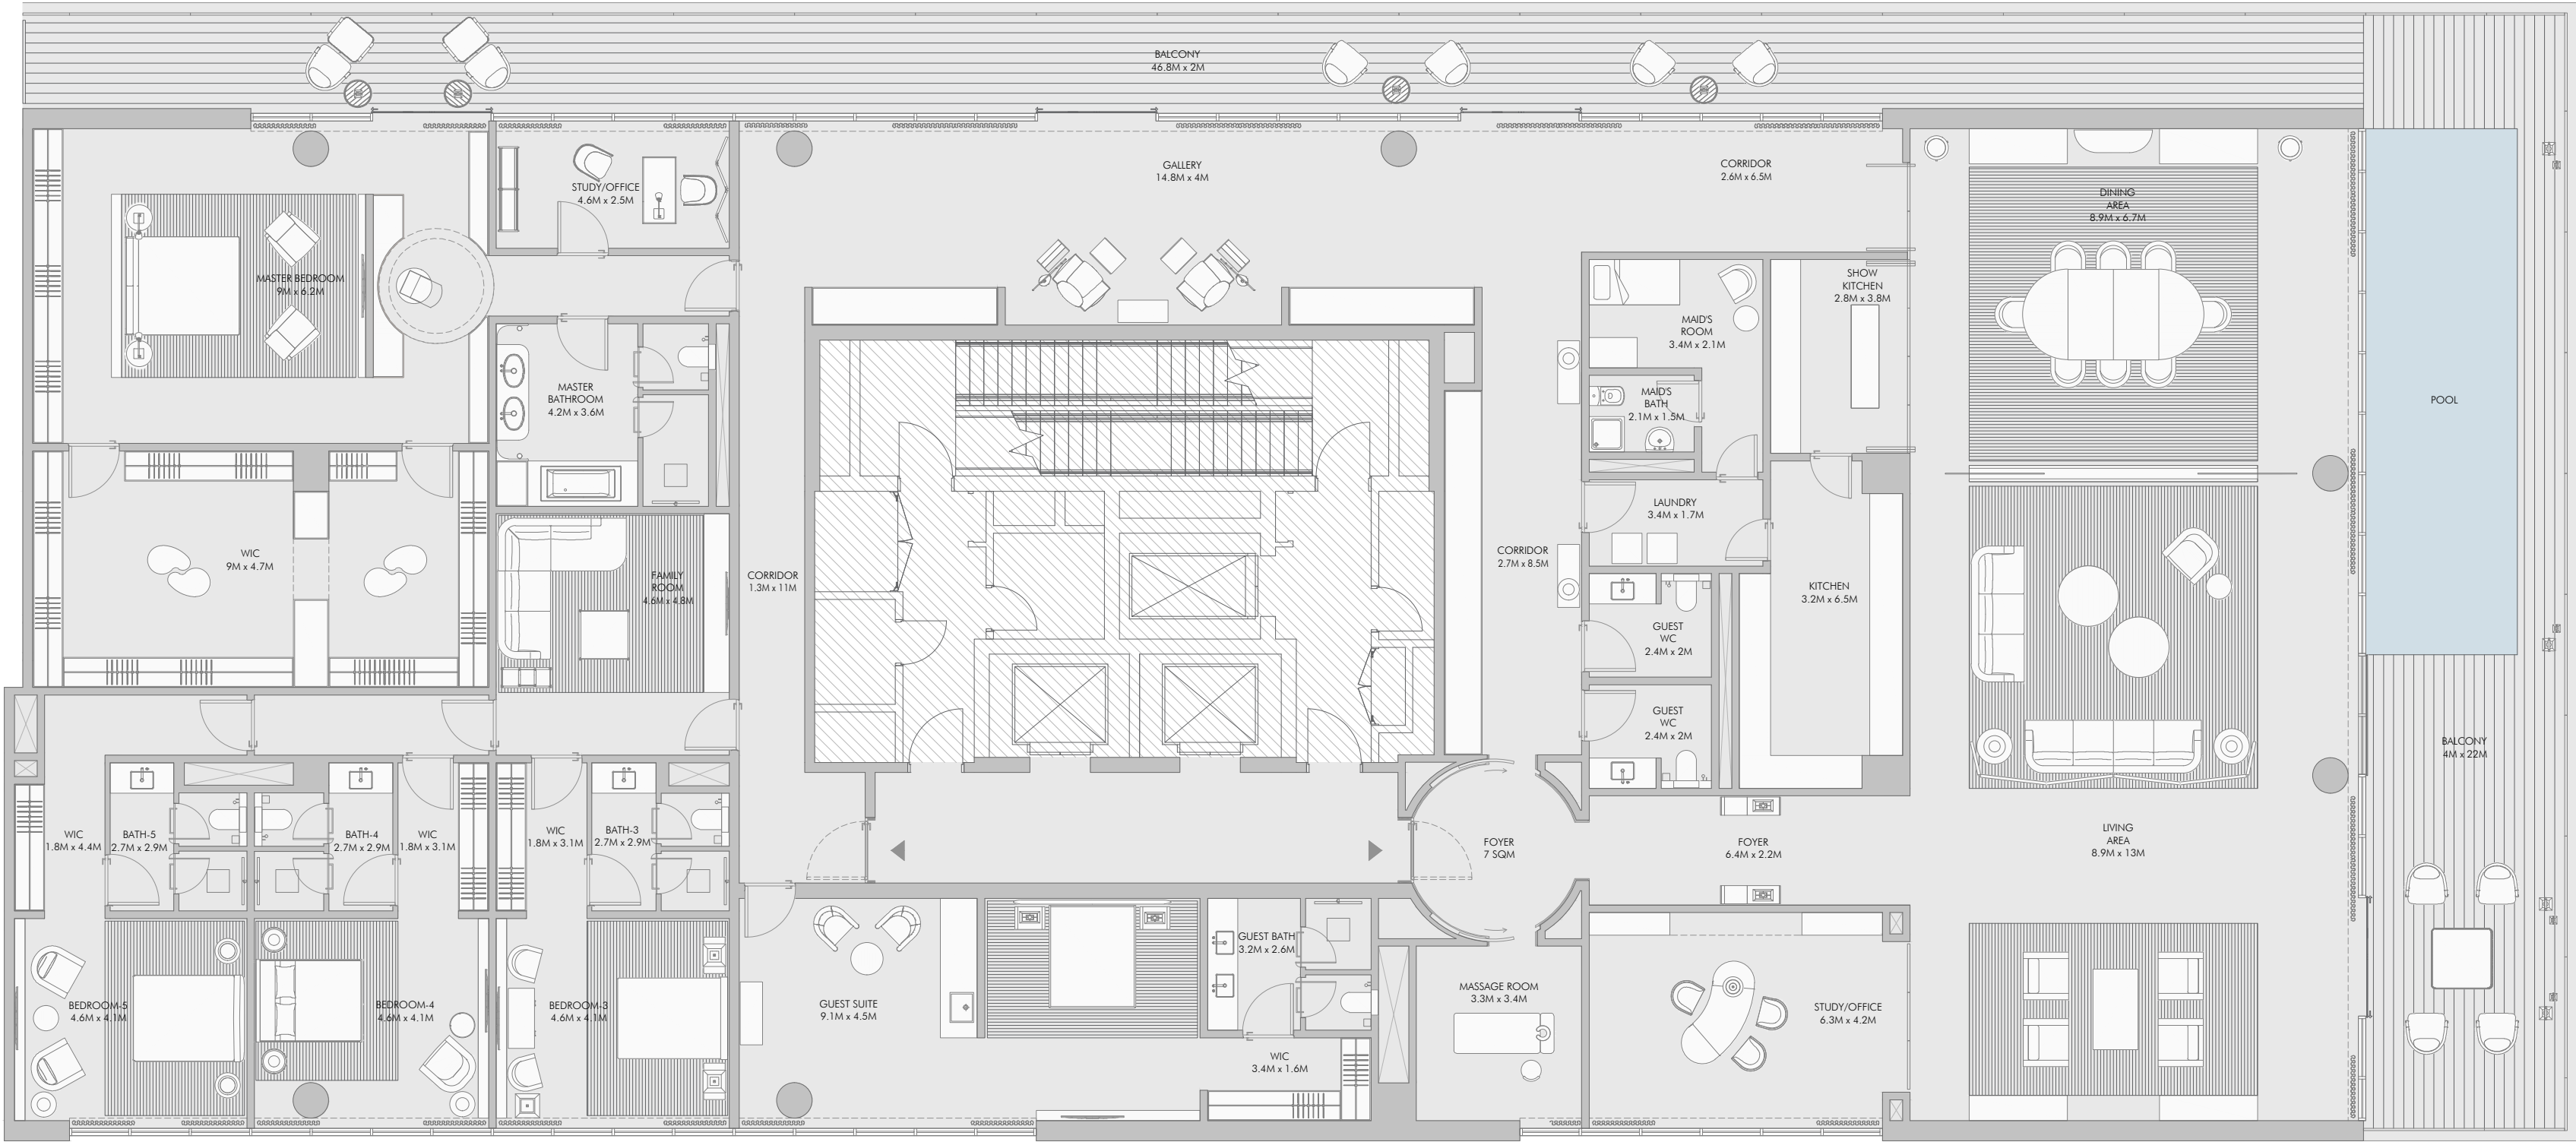 BALCONY
46.8M x 2M
GALLERY
14.8M x 4M
CORRIDOR
2.6M x 6.5M
STUDY/OFFICE
4.6M x 2.5M
DINING
AREA
8.9M x 6.7M
MASTER BEDROOM
9M x 6.2M
SHOW
KITCHEN
2.8M x 3.8M
MAID'S
ROOM
3.4M x 2.1M
MASTER
BATHROOM
4.2M x 3.6M
MAID'S
BATH
2.1M x 1.5M
POOL
LAUNDRY
3.4M x 1.7M
WIC
9M x 4.7M
CORRIDOR
2.7M x 8.5M
FAMILY
ROOM
4.6M x 4.8M
CORRIDOR
1.3M x 11M
KITCHEN
3.2M x 6.5M
GUEST
WC
2.4M x 2M
GUEST
WC
2.4M x 2M
BALCONY
4M x 22M
WIC
1.8M x 4.4M
BATH-5
2.7M x 2.9M
BATH-4
2.7M x 2.9M
WIC
1.8M x 3.1M
WIC
1.8M x 3.1M
BATH-3
2.7M x 2.9M
FOYER
7 SQM
FOYER
6.4M x 2.2M
LIVING
AREA
8.9M x 13M
GUEST BATH
3.2M x 2.6M
BEDROOM-5
4.6M x 4.1M
BEDROOM-4
4.6M x 4.1M
BEDROOM-3
4.6M x 4.1M
GUEST SUITE
9.1M x 4.5M
MASSAGE ROOM
3.3M x 3.4M
STUDY/OFFICE
6.3M x 4.2M
WIC
3.4M x 1.6M